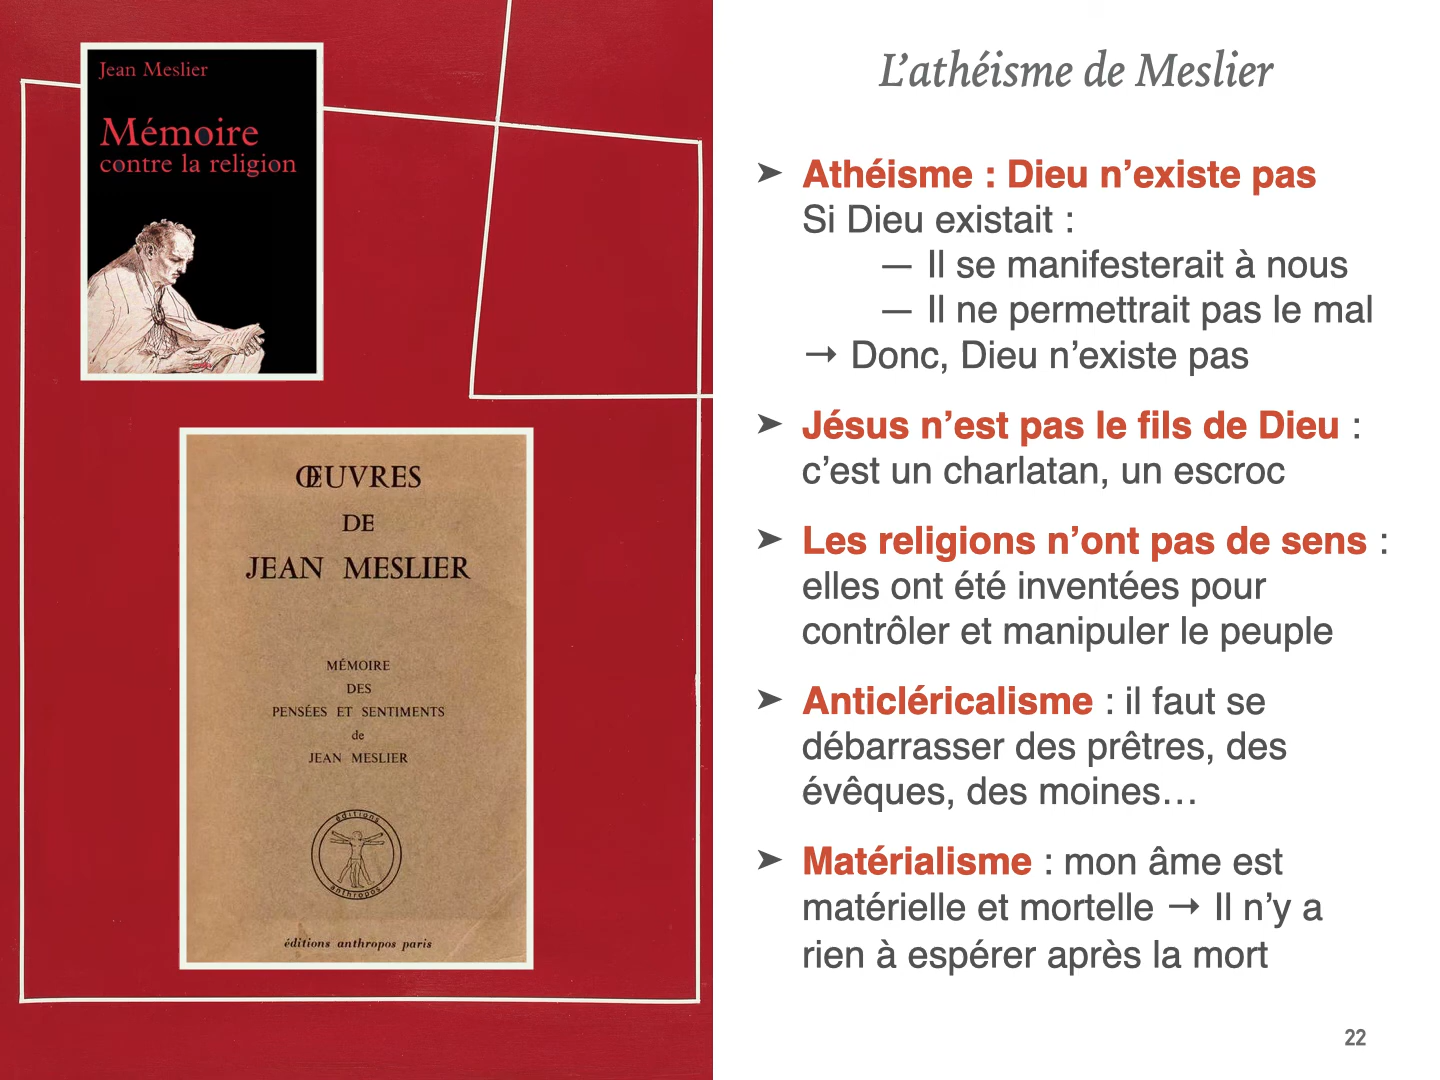 Jean Meslier
Mémoire
contre la religion
ŒUVRES
DE
JEAN MESLIER
MÉMOIRE
DES
PENSÉES ET SENTIMENTS
de
JEAN MESLIER
éditions
anthropos
éditions anthropos paris
L’athéisme de Meslier
➤ Athéisme : Dieu n’existe pas
Si Dieu existait :
— Il se manifesterait à nous
— Il ne permettrait pas le mal
→ Donc, Dieu n’existe pas
➤ Jésus n’est pas le fils de Dieu :
c’est un charlatan, un escroc
➤ Les religions n’ont pas de sens :
elles ont été inventées pour
contrôler et manipuler le peuple
➤ Anticléricalisme : il faut se
débarrasser des prêtres, des
évêques, des moines…
➤ Matérialisme : mon âme est
matérielle et mortelle → Il n’y a
rien à espérer après la mort
22